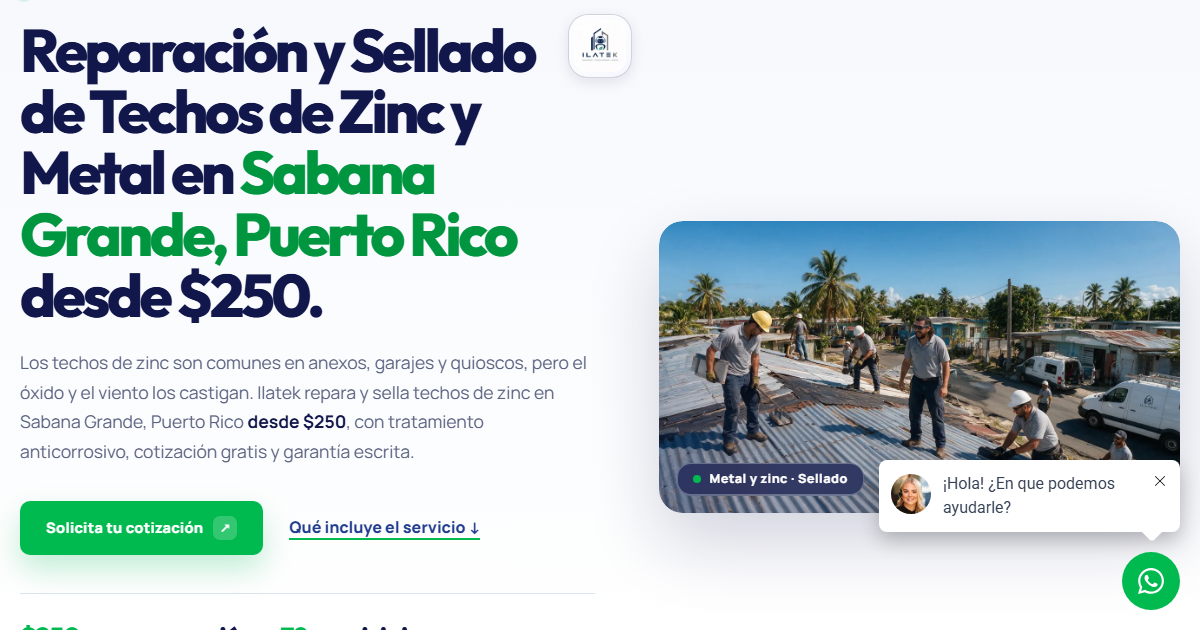 Reparación y Sellado
de Techos de Zinc y
Metal en Sabana
Grande, Puerto Rico
desde $250.
ILATEK
Los techos de zinc son comunes en anexos, garajes y quioscos, pero el
óxido y el viento los castigan. Ilatek repara y sella techos de zinc en
Sabana Grande, Puerto Rico desde $250, con tratamiento
anticorrosivo, cotización gratis y garantía escrita.
Solicita tu cotización ↗
Qué incluye el servicio ↓
Metal y zinc · Sellado
¡Hola! ¿En que podemos
ayudarle?